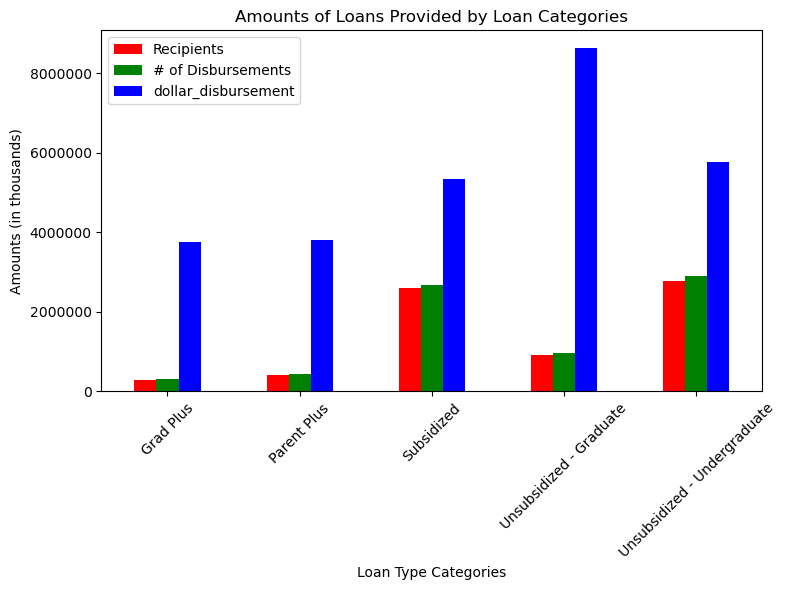 Amounts of Loans Provided by Loan Categories
Recipients
# of Disbursements
dollar_disbursement
Amounts (in thousands)
8000000
6000000
4000000
2000000
0
Grad Plus
Parent Plus
Subsidized
Unsubsidized - Graduate
Unsubsidized - Undergraduate
Loan Type Categories